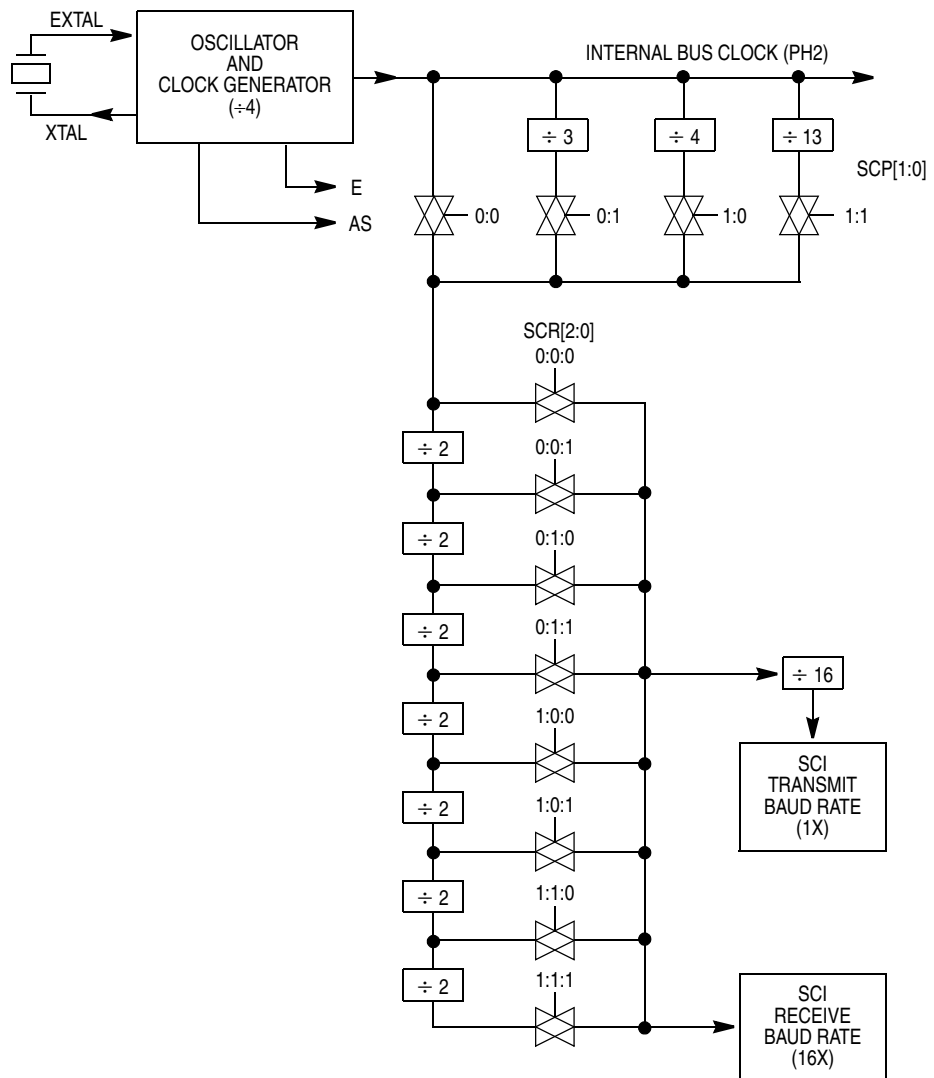 EXTAL
OSCILLATOR
AND
CLOCK GENERATOR
(÷4)
XTAL
E
AS
INTERNAL BUS CLOCK (PH2)
÷ 3
÷ 4
÷ 13
SCP[1:0]
0:0
0:1
1:0
1:1
SCR[2:0]
0:0:0
÷ 2
0:0:1
÷ 2
0:1:0
÷ 2
0:1:1
÷ 16
÷ 2
1:0:0
SCI
TRANSMIT
BAUD RATE
(1X)
÷ 2
1:0:1
÷ 2
1:1:0
÷ 2
1:1:1
SCI
RECEIVE
BAUD RATE
(16X)